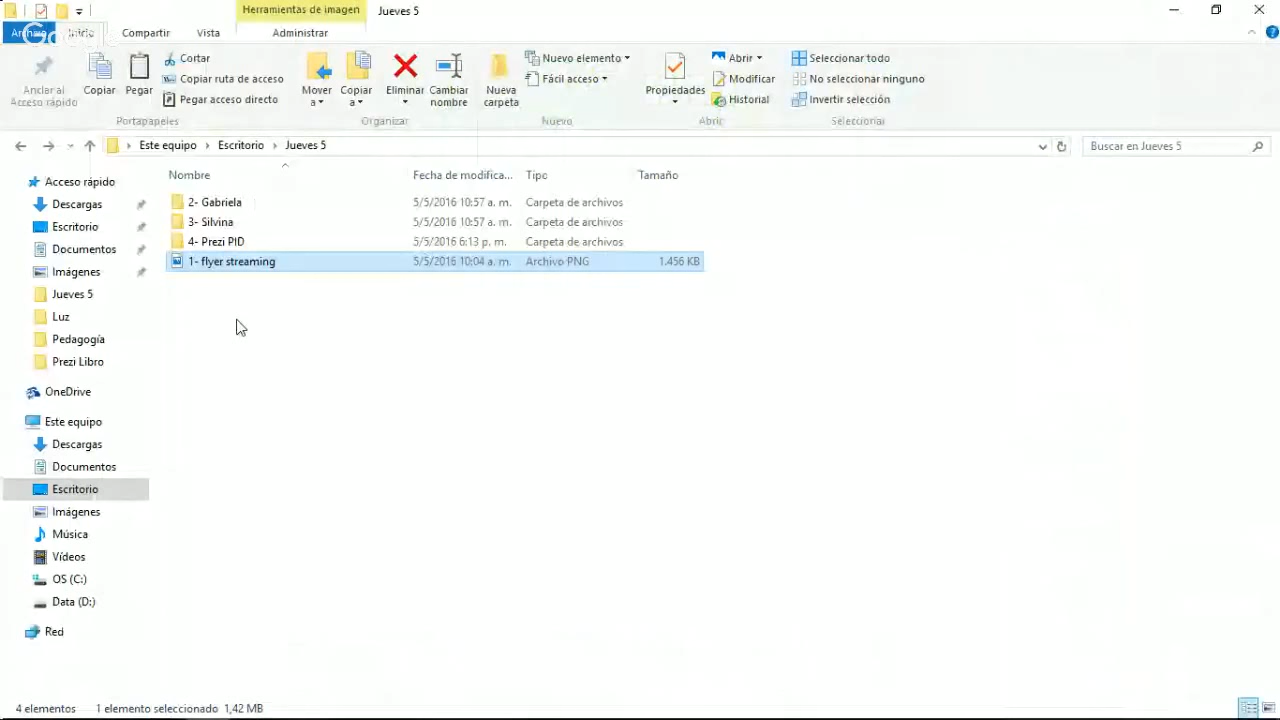 Herramientas de imagen
Jueves 5
Archivo
Inicio
Compartir
Vista
Administrar
Anclar al
Acceso rápido
Copiar
Pegar
Cortar
Copiar ruta de acceso
Pegar acceso directo
Portapapeles
Mover
a
Copiar
a
Eliminar
Cambiar
nombre
Organizar
Nueva
carpeta
Nuevo elemento
Fácil acceso
Nuevo
Propiedades
Abrir
Modificar
Historial
Abrir
Seleccionar todo
No seleccionar ninguno
Invertir selección
Seleccionar
Este equipo > Escritorio > Jueves 5
Buscar en Jueves 5
Nombre Fecha de modifica... Tipo Tamaño
2- Gabriela 5/5/2016 10:57 a. m. Carpeta de archivos
3- Silvina 5/5/2016 10:57 a. m. Carpeta de archivos
4- Prezi PID 5/5/2016 6:13 p. m. Carpeta de archivos
1- flyer streaming 5/5/2016 10:04 a. m. Archivo PNG 1.456 KB
Acceso rápido
Descargas
Escritorio
Documentos
Imágenes
Jueves 5
Luz
Pedagogía
Prezi Libro
OneDrive
Este equipo
Descargas
Documentos
Escritorio
Imágenes
Música
Vídeos
OS (C:)
Data (D:)
Red
4 elementos 1 elemento seleccionado 1,42 MB